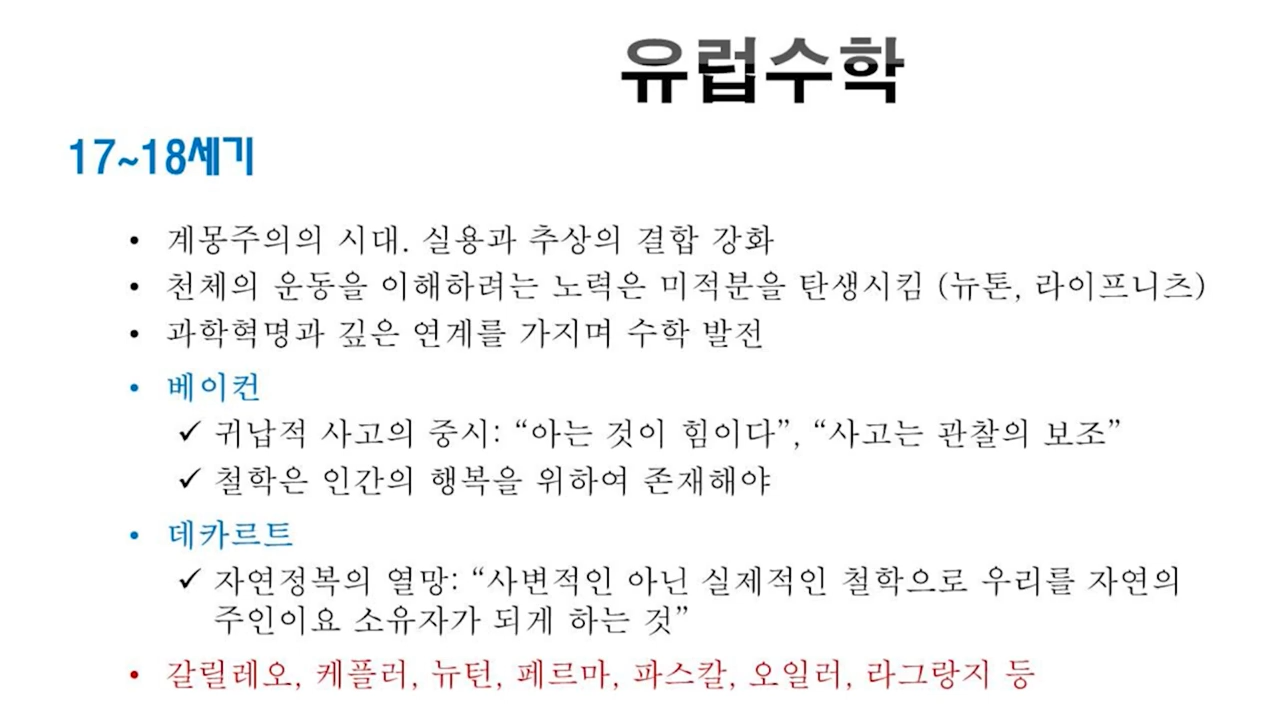 유럽수학
17~18세기
• 계몽주의의 시대. 실용과 추상의 결합 강화
• 천체의 운동을 이해하려는 노력은 미적분을 탄생시킴 (뉴톤, 라이프니츠)
• 과학혁명과 깊은 연계를 가지며 수학 발전
• 베이컨
✓ 귀납적 사고의 중시: “아는 것이 힘이다”, “사고는 관찰의 보조”
✓ 철학은 인간의 행복을 위하여 존재해야
• 데카르트
✓ 자연정복의 열망: “사변적인 아닌 실제적인 철학으로 우리를 자연의
주인이요 소유자가 되게 하는 것”
• 갈릴레오, 케플러, 뉴턴, 페르마, 파스칼, 오일러, 라그랑지 등